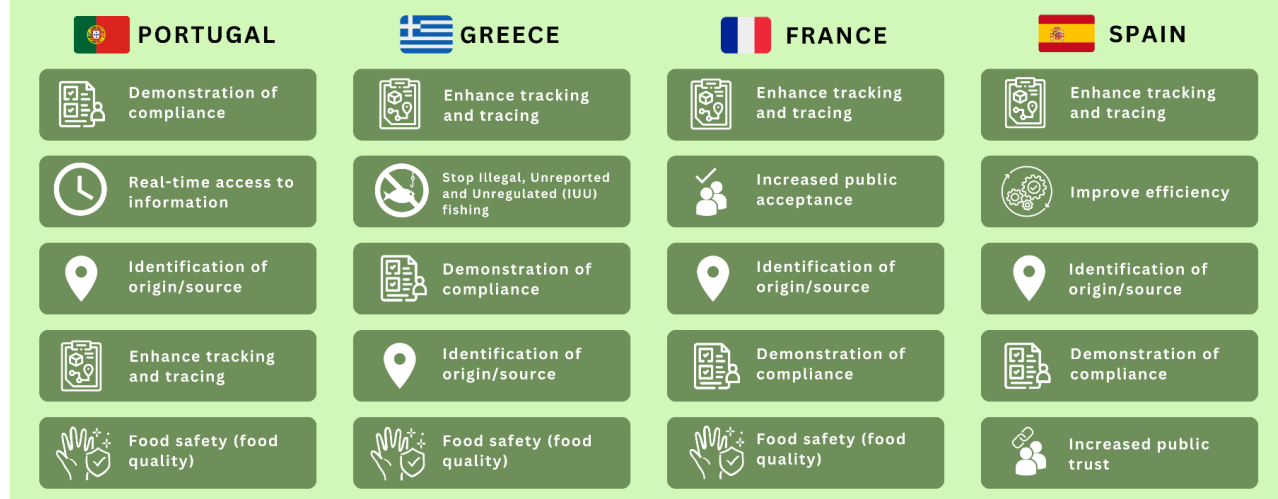 PORTUGAL
Demonstration of
compliance
Real-time access to
information
Identification of
origin/source
Enhance tracking
and tracing
Food safety (food
quality)
GREECE
Enhance tracking
and tracing
Stop Illegal, Unreported
and Unregulated (IUU)
fishing
Demonstration of
compliance
Identification of
origin/source
Food safety (food
quality)
FRANCE
Enhance tracking
and tracing
Increased public
acceptance
Identification of
origin/source
Demonstration of
compliance
Food safety (food
quality)
SPAIN
Enhance tracking
and tracing
Improve efficiency
Identification of
origin/source
Demonstration of
compliance
Increased public
trust